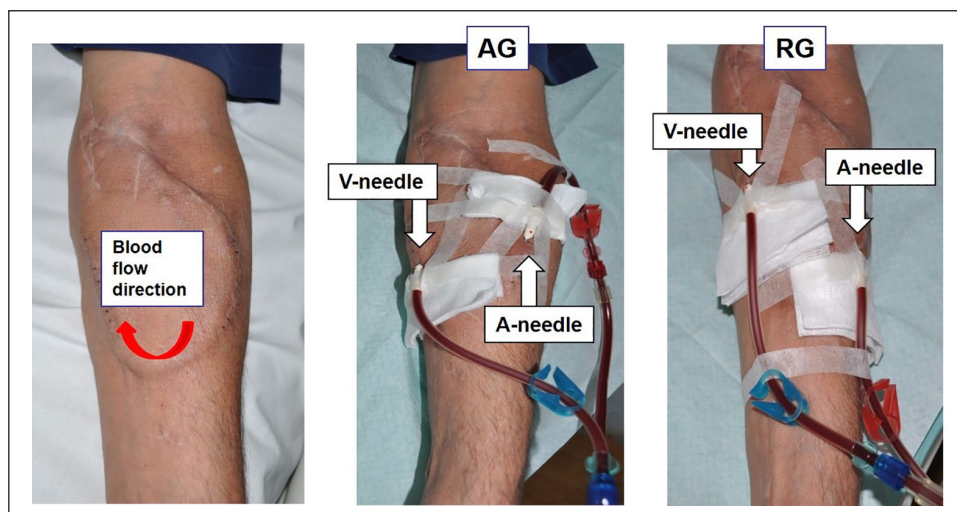 Blood
flow
direction
AG
V-needle
A-needle
RG
V-needle
A-needle